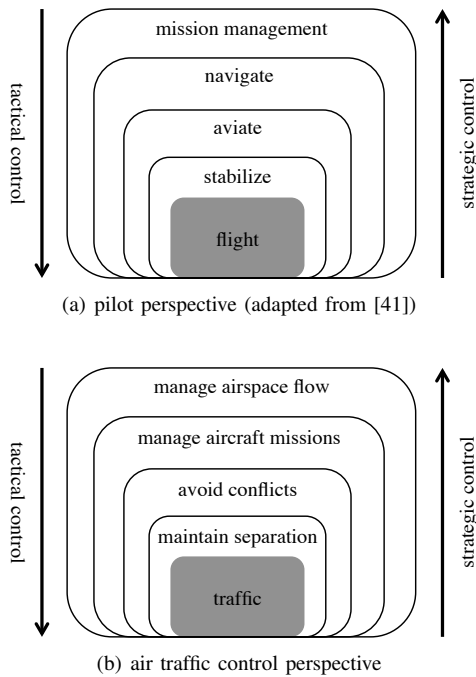 mission management
navigate
aviate
stabilize
flight
tactical control
strategic control
(a) pilot perspective (adapted from [41])
manage airspace flow
manage aircraft missions
avoid conflicts
maintain separation
traffic
tactical control
strategic control
(b) air traffic control perspective